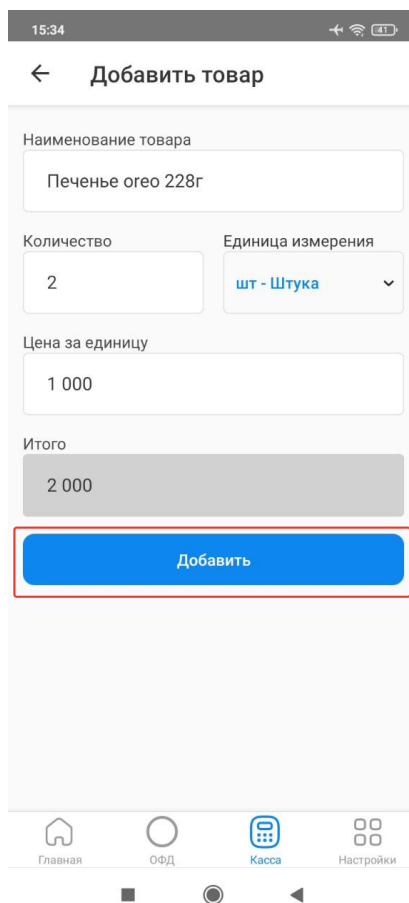 15:34
41
Добавить товар
Наименование товара
Печенье oreo 228г
Количество
Единица измерения
2
шт - Штука
Цена за единицу
1 000
Итого
2 000
Добавить
Главная
ОФД
Касса
Настройки